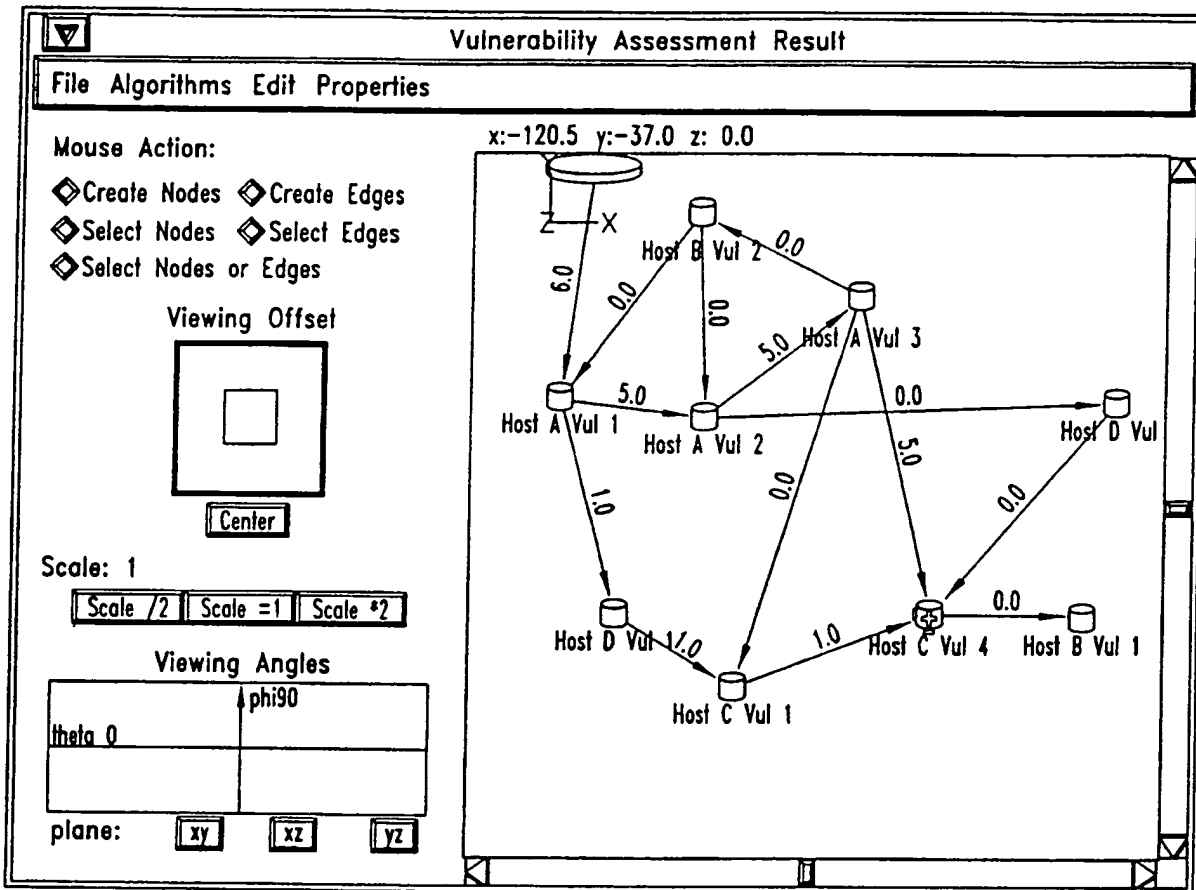 Vulnerability Assessment Result
File Algorithms Edit Properties
x:-120.5 y:-37.0 z: 0.0
Mouse Action:
Create Nodes Create Edges
Select Nodes Select Edges
Select Nodes or Edges
Viewing Offset
Center
Scale: 1
Scale /2 Scale =1 Scale *2
Viewing Angles
phi90
theta 0
plane: xy xz yz
Z X
Host B Vul 2
0.0
6.0
0.0
0.0
Host A Vul 3
5.0
5.0
0.0
Host A Vul 1
Host A Vul 2
Host D Vul
5.0
0.0
0.0
1.0
Host D Vul 1
1.0
1.0
Host C Vul 4
0.0
Host B Vul 1
Host C Vul 1